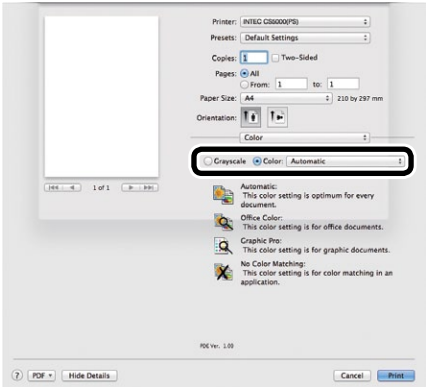 Printer: INTEC CS5000(PS)
Presets: Default Settings
Copies: 1 Two-Sided
Pages: All
From: 1 to: 1
Paper Size: A4 210 by 297 mm
Orientation:
Color
Grayscale Color: Automatic
1 of 1
Automatic:
This color setting is optimum for every
document.
Office Color:
This color setting is for office documents.
Graphic Pro:
This color setting is for graphic documents.
No Color Matching:
This color setting is for color matching in an
application.
PDE Ver. 1.09
? PDF Hide Details Cancel Print